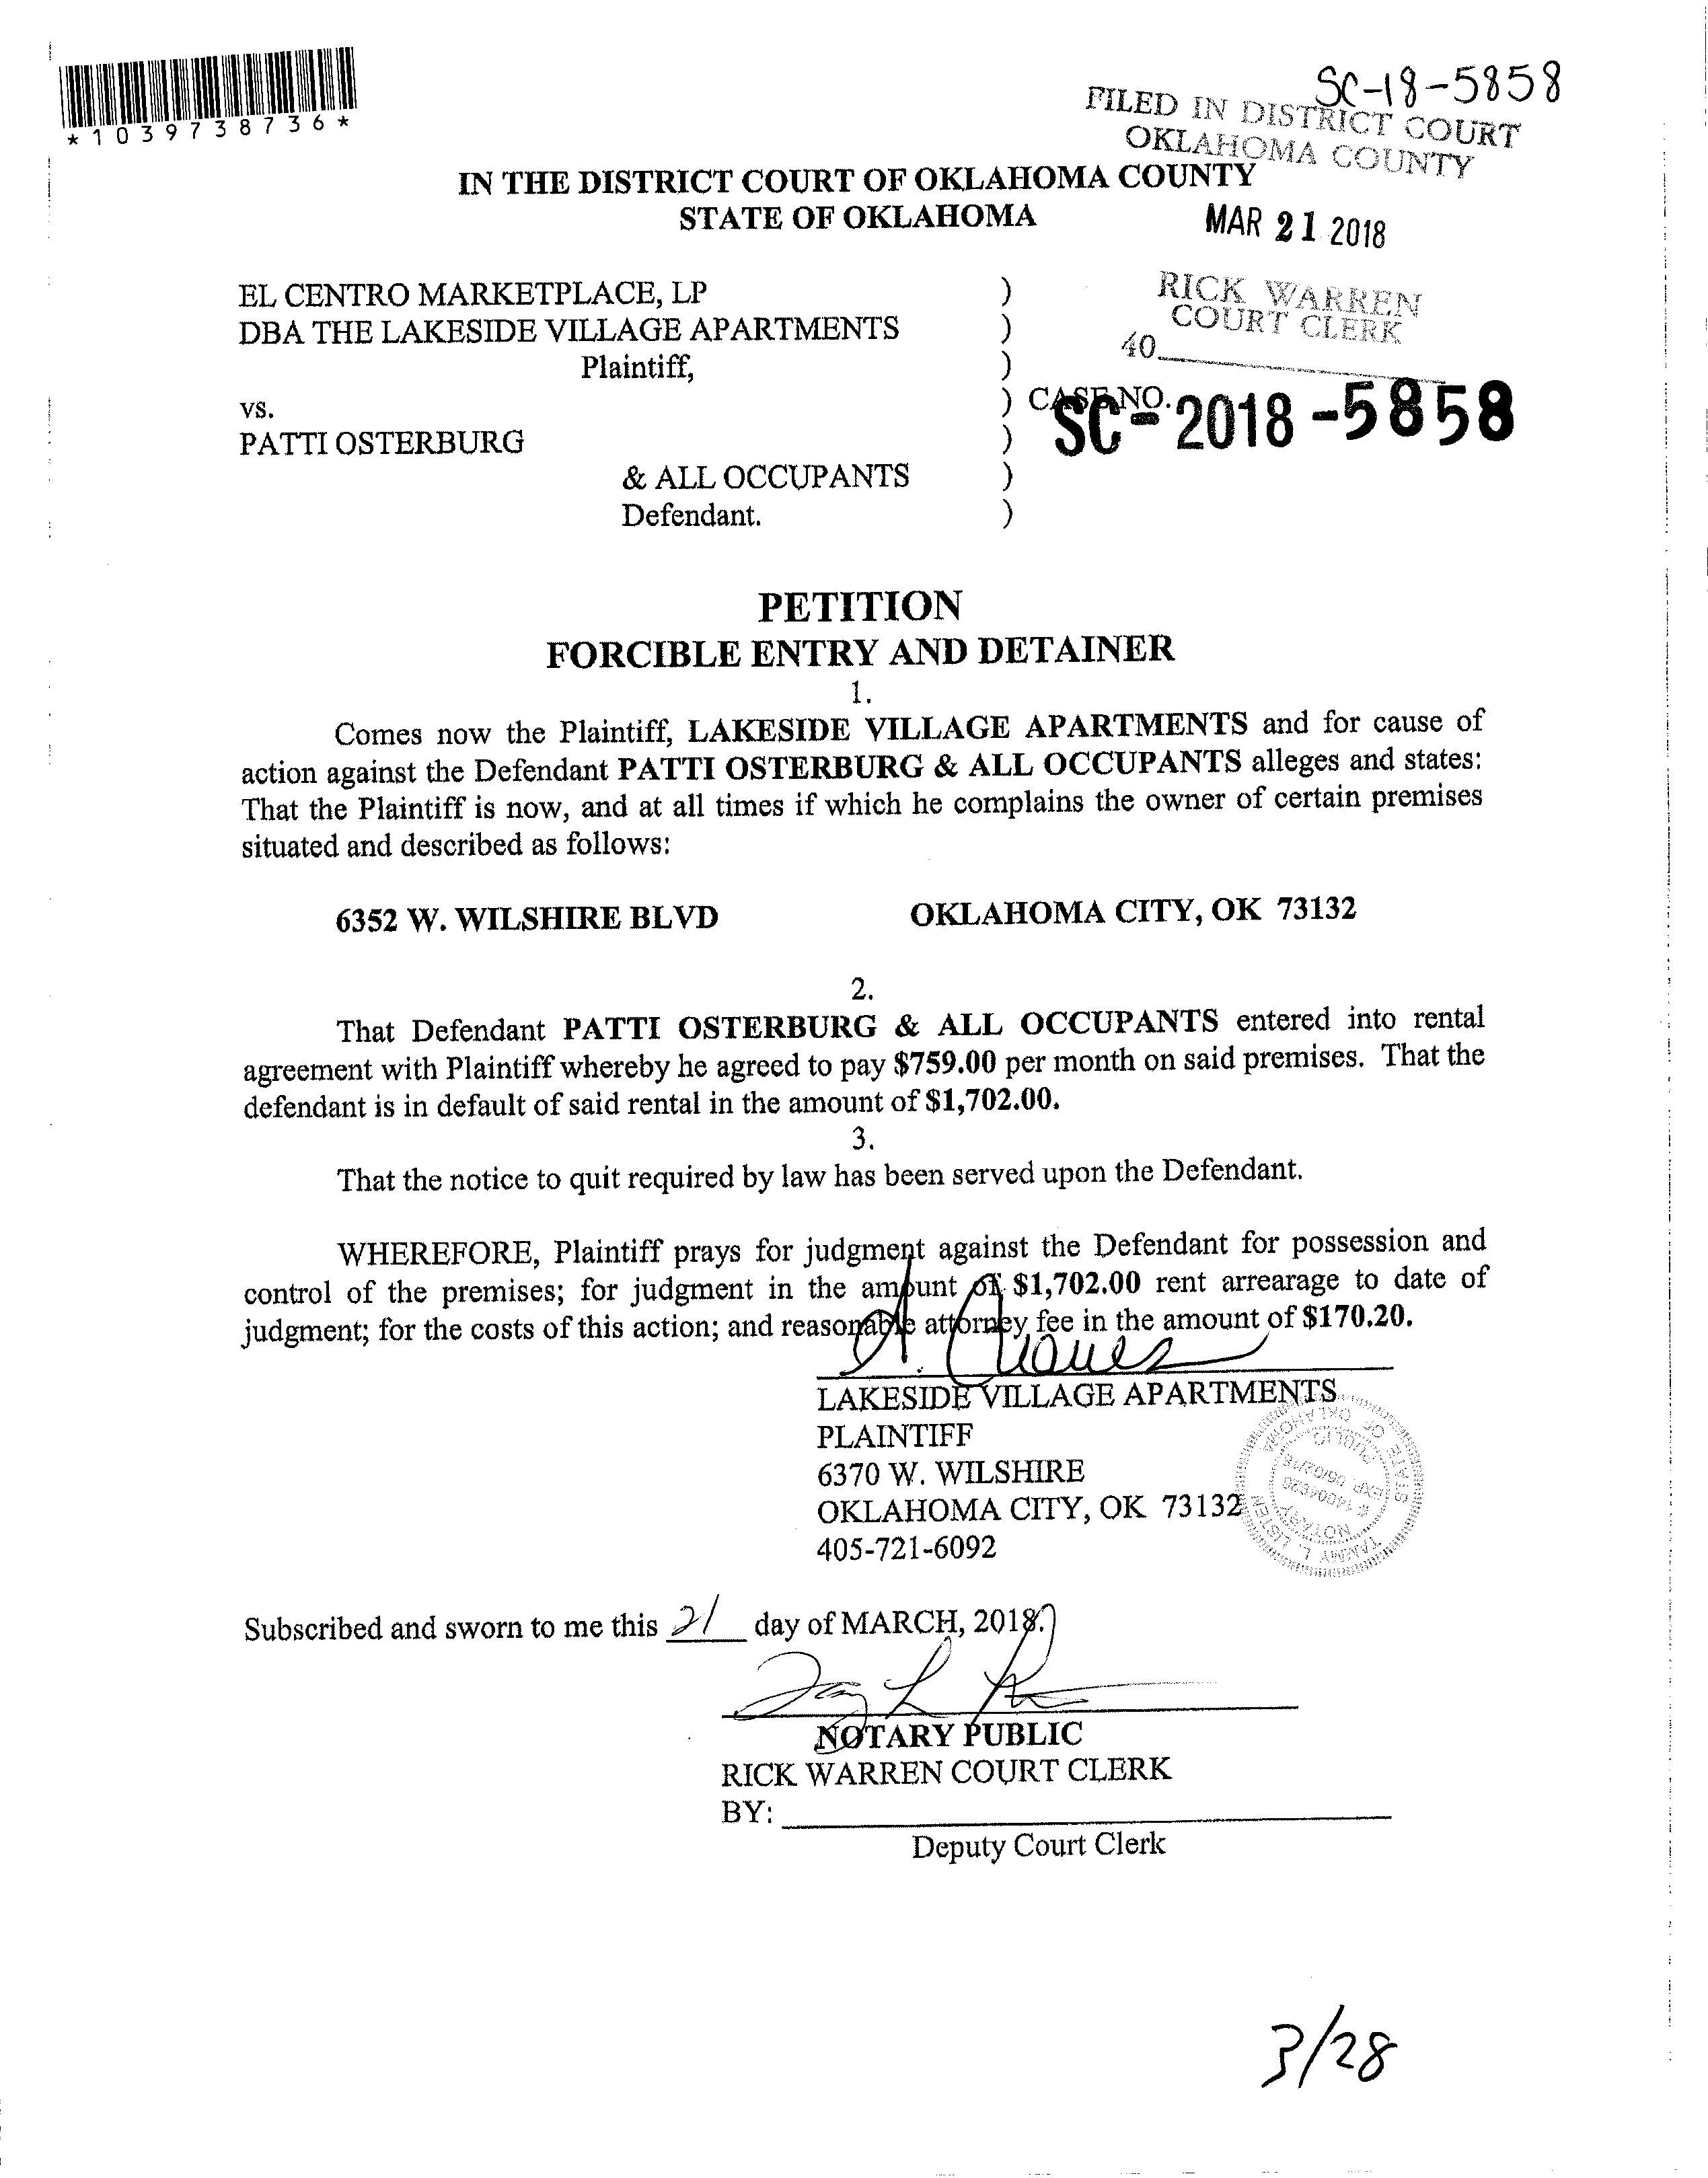 SC-18-5858
*1039738736*
FILED IN DISTRICT COURT
OKLAHOMA COUNTY
IN THE DISTRICT COURT OF OKLAHOMA COUNTY
STATE OF OKLAHOMA
MAR 21 2018
RICK WARREN
COURT CLERK
40
EL CENTRO MARKETPLACE, LP )
DBA THE LAKESIDE VILLAGE APARTMENTS )
Plaintiff, )
vs. ) CASE NO. SC-2018-5858
PATTI OSTERBURG )
& ALL OCCUPANTS )
Defendant. )
PETITION
FORCIBLE ENTRY AND DETAINER
1.
Comes now the Plaintiff, LAKESIDE VILLAGE APARTMENTS and for cause of
action against the Defendant PATTI OSTERBURG & ALL OCCUPANTS alleges and states:
That the Plaintiff is now, and at all times if which he complains the owner of certain premises
situated and described as follows:
6352 W. WILSHIRE BLVD OKLAHOMA CITY, OK 73132
2.
That Defendant PATTI OSTERBURG & ALL OCCUPANTS entered into rental
agreement with Plaintiff whereby he agreed to pay $759.00 per month on said premises. That the
defendant is in default of said rental in the amount of $1,702.00.
3.
That the notice to quit required by law has been served upon the Defendant.
WHEREFORE, Plaintiff prays for judgment against the Defendant for possession and
control of the premises; for judgment in the amount of $1,702.00 rent arrearage to date of
judgment; for the costs of this action; and reasonable attorney fee in the amount of $170.20.
LAKESIDE VILLAGE APARTMENTS
PLAINTIFF
6370 W. WILSHIRE
OKLAHOMA CITY, OK 73132
405-721-6092
TAMMY L. LISTEN
STATE OF OKLAHOMA
NOTARY
PUBLIC
Subscribed and sworn to me this 21 day of MARCH, 2018.
NOTARY PUBLIC
RICK WARREN COURT CLERK
BY:
Deputy Court Clerk
3/28